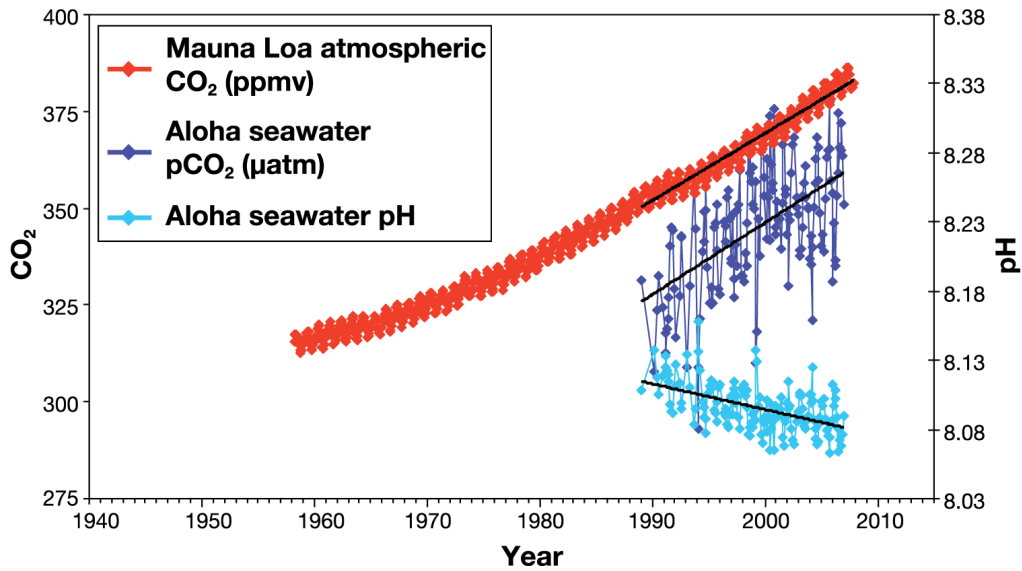 400
375
350
325
300
275
CO₂
Mauna Loa atmospheric
CO₂ (ppmv)
Aloha seawater
pCO₂ (µatm)
Aloha seawater pH
8.38
8.33
8.28
8.23
8.18
8.13
8.08
8.03
pH
1940
1950
1960
1970
1980
1990
2000
2010
Year